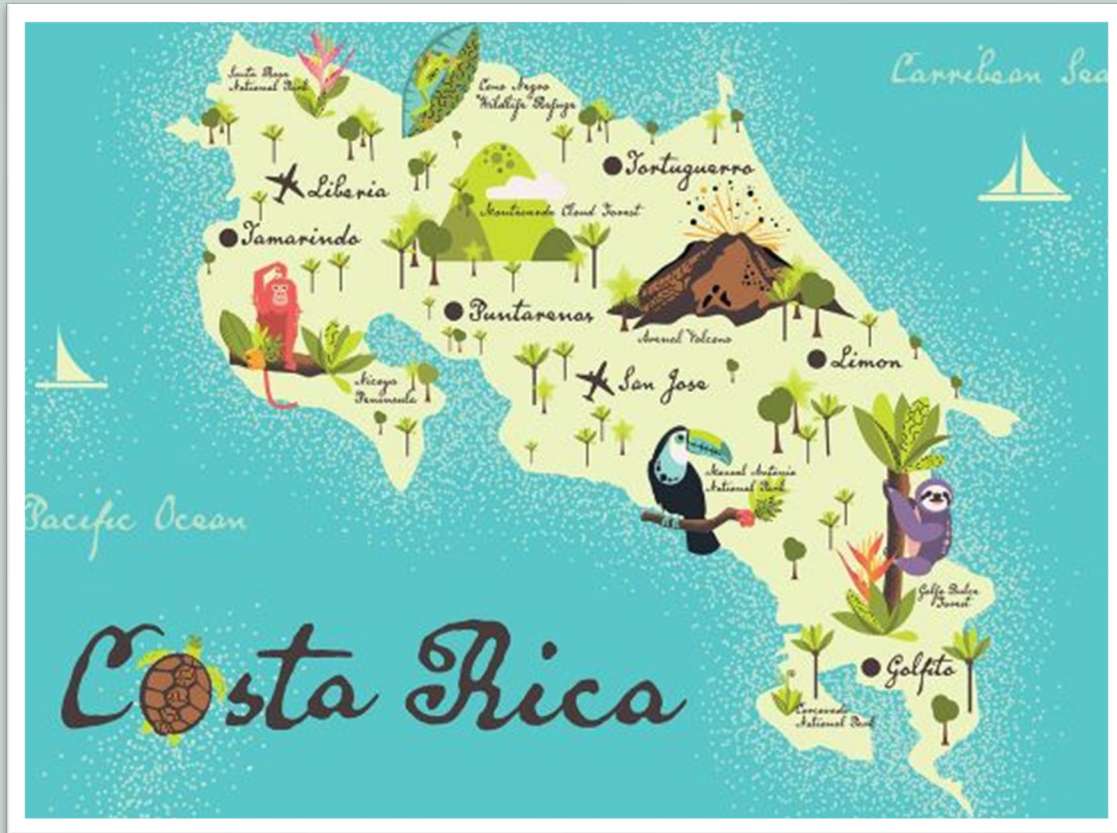 Carribean Sea
Santa Rosa
National Park
Cano Negro
Wildlife Refuge
Tortuguerro
Liberia
Monteverde Cloud Forest
Tamarindo
Puntarenas
Arenal Volcano
Limon
San Jose
Nicoya
Peninsula
Manuel Antonio
National Park
Pacific Ocean
Golfo Dulce
Forest
Costa Rica
Golfito
Corcovado
National Park